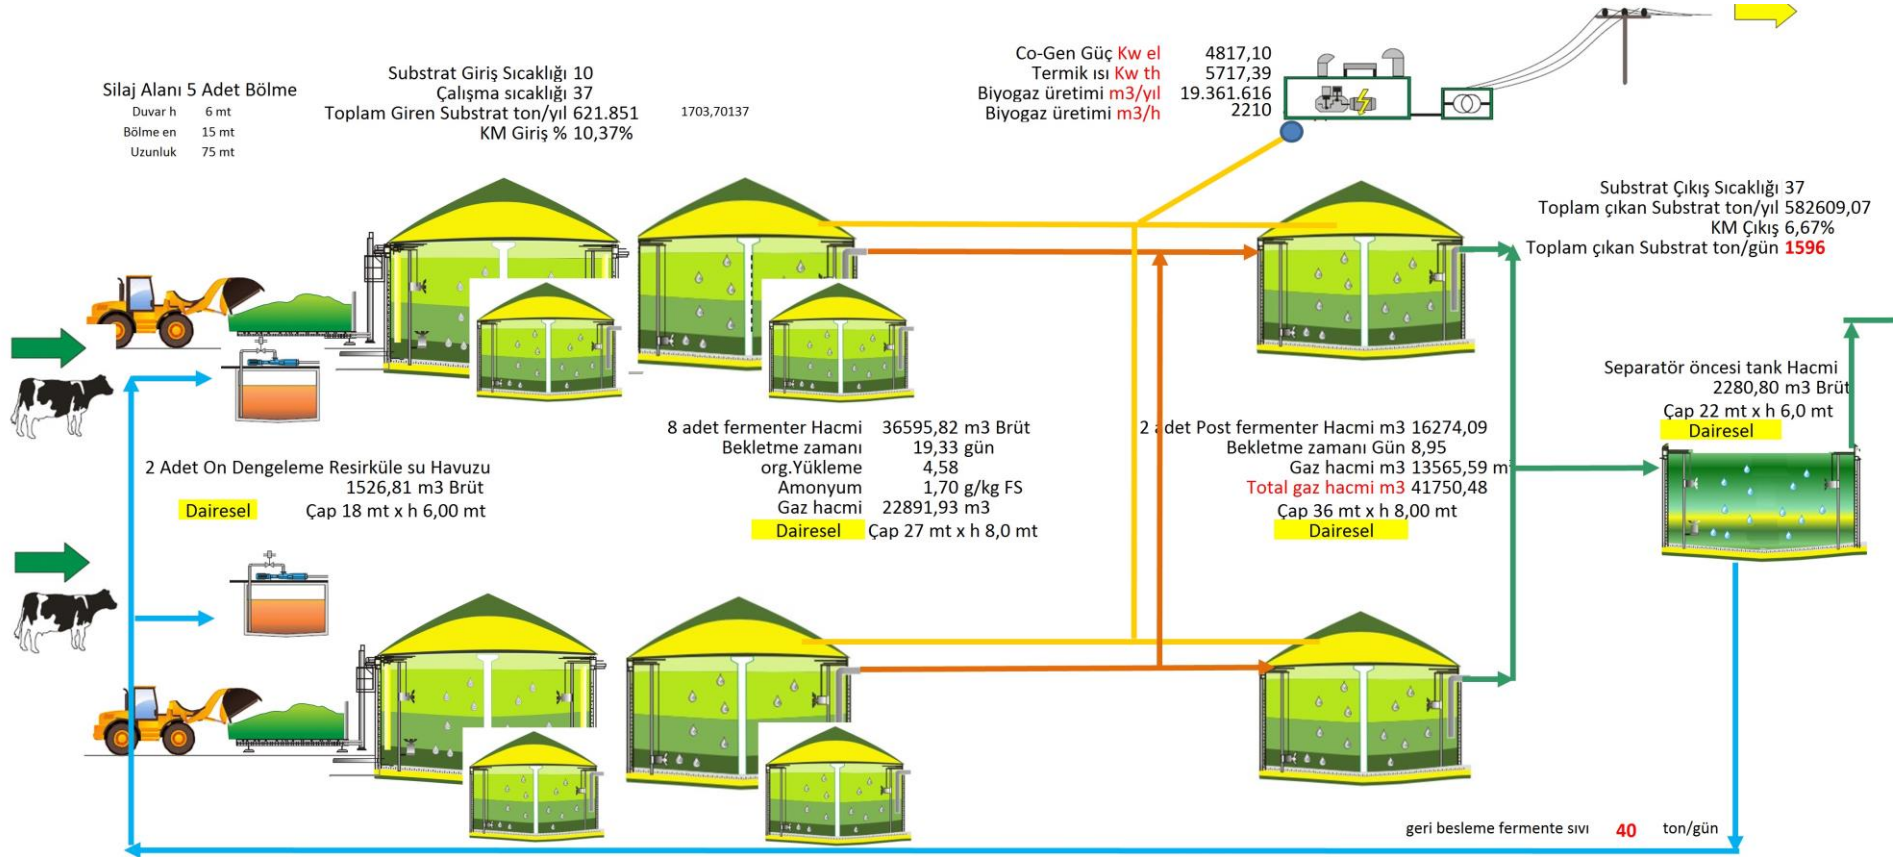 Silaj Alanı 5 Adet Bölme
Duvar h 6 mt
Bölme en 15 mt
Uzunluk 75 mt
Substrat Giriş Sıcaklığı 10
Çalışma sıcaklığı 37
Toplam Giren Substrat ton/yıl 621.851 1703,70137
KM Giriş % 10,37%
Co-Gen Güç Kw el 4817,10
Termik ısı Kw th 5717,39
Biyogaz üretimi m3/yıl 19.361.616
Biyogaz üretimi m3/h 2210
Substrat Çıkış Sıcaklığı 37
Toplam çıkan Substrat ton/yıl 582609,07
KM Çıkış 6,67%
Toplam çıkan Substrat ton/gün 1596
Separatör öncesi tank Hacmi
2280,80 m3 Brüt
Çap 22 mt x h 6,0 mt
Dairesel
2 Adet On Dengeleme Resirküle su Havuzu
1526,81 m3 Brüt
Dairesel Çap 18 mt x h 6,00 mt
8 adet fermenter Hacmi 36595,82 m3 Brüt
Bekletme zamanı 19,33 gün
org.Yükleme 4,58
Amonyum 1,70 g/kg FS
Gaz hacmi 22891,93 m3
Dairesel Çap 27 mt x h 8,0 mt
2 adet Post fermenter Hacmi m3 16274,09
Bekletme zamanı Gün 8,95
Gaz hacmi m3 13565,59 m
Total gaz hacmi m3 41750,48
Çap 36 mt x h 8,00 mt
Dairesel
geri besleme fermente sıvı 40 ton/gün